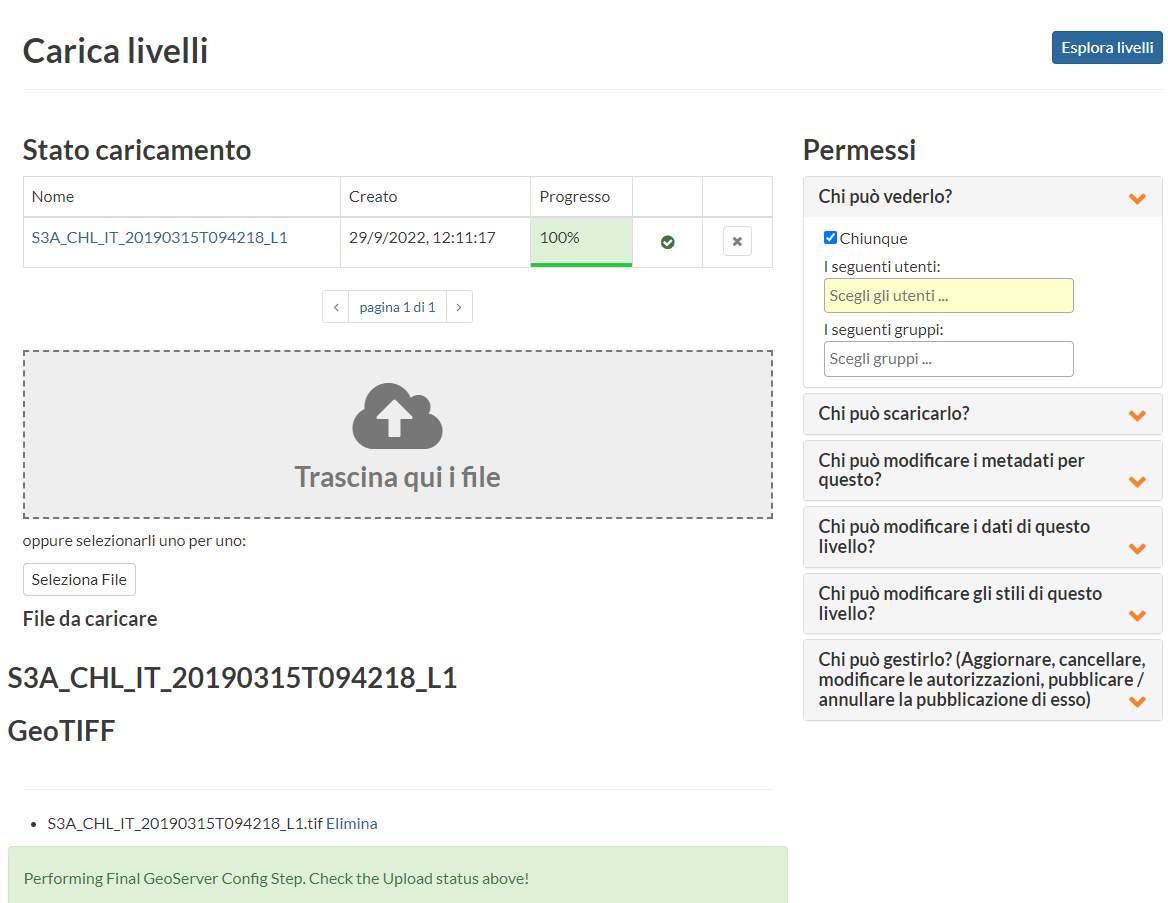 Carica livelli
Esplora livelli
Stato caricamento
Nome Creato Progresso
S3A_CHL_IT_20190315T094218_L1 29/9/2022, 12:11:17 100%
pagina 1 di 1
Trascina qui i file
oppure selezionarli uno per uno:
Seleziona File
File da caricare
S3A_CHL_IT_20190315T094218_L1
GeoTIFF
S3A_CHL_IT_20190315T094218_L1.tif Elimina
Performing Final GeoServer Config Step. Check the Upload status above!
Permessi
Chi può vederlo?
Chiunque
I seguenti utenti:
Scegli gli utenti ...
I seguenti gruppi:
Scegli gruppi ...
Chi può scaricarlo?
Chi può modificare i metadati per
questo?
Chi può modificare i dati di questo
livello?
Chi può modificare gli stili di questo
livello?
Chi può gestirlo? (Aggiornare, cancellare,
modificare le autorizzazioni, pubblicare /
annullare la pubblicazione di esso)